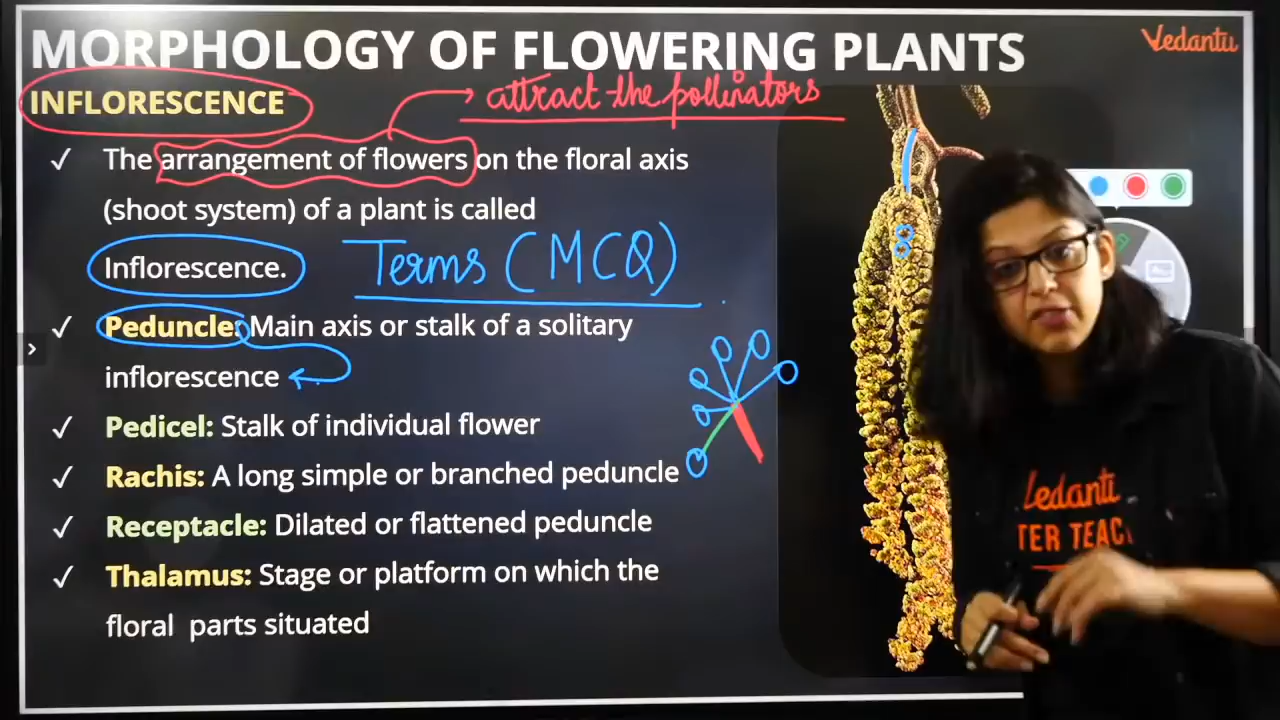 MORPHOLOGY OF FLOWERING PLANTS
Vedantu
INFLORESCENCE
attract the pollinators
✓ The arrangement of flowers on the floral axis
(shoot system) of a plant is called
Inflorescence.
Terms (MCQ)
✓ Peduncle: Main axis or stalk of a solitary
inflorescence
✓ Pedicel: Stalk of individual flower
✓ Rachis: A long simple or branched peduncle
✓ Receptacle: Dilated or flattened peduncle
✓ Thalamus: Stage or platform on which the
floral parts situated
Vedantu
TER TEAC